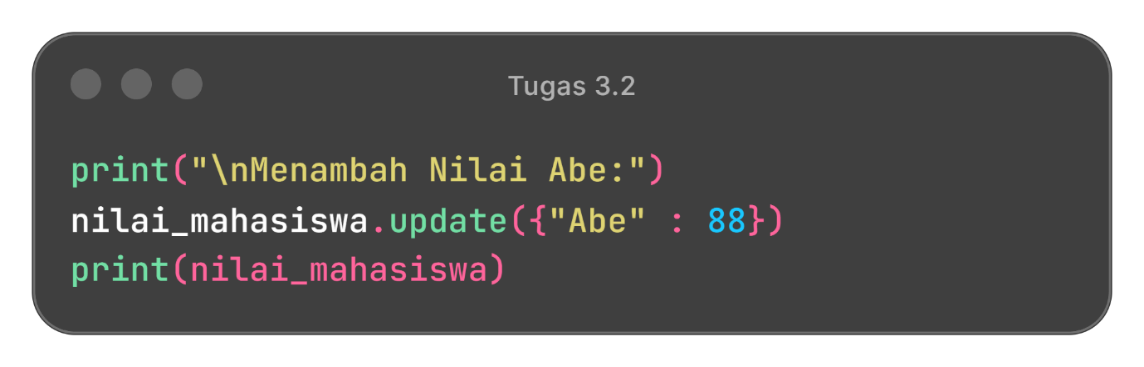 Tugas 3.2
print("\nMenambah Nilai Abe:")
nilai_mahasiswa.update({"Abe" : 88})
print(nilai_mahasiswa)